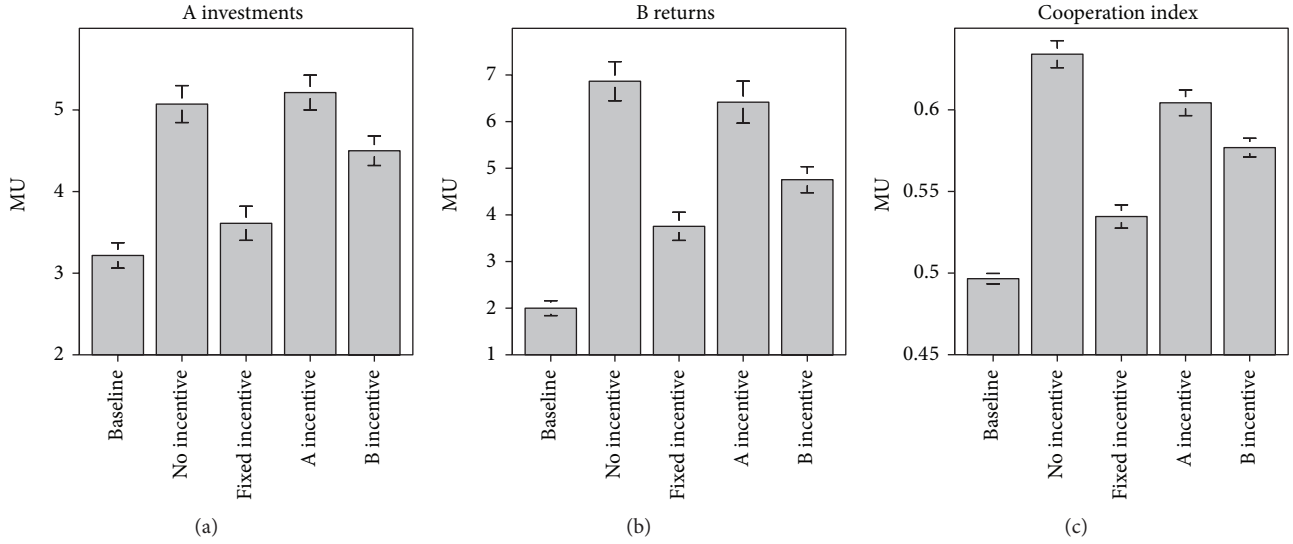 A investments
MU
5
4
3
2
Baseline
No incentive
Fixed incentive
A incentive
B incentive
(a)
B returns
MU
7
6
5
4
3
2
1
Baseline
No incentive
Fixed incentive
A incentive
B incentive
(b)
Cooperation index
MU
0.6
0.55
0.5
0.45
Baseline
No incentive
Fixed incentive
A incentive
B incentive
(c)